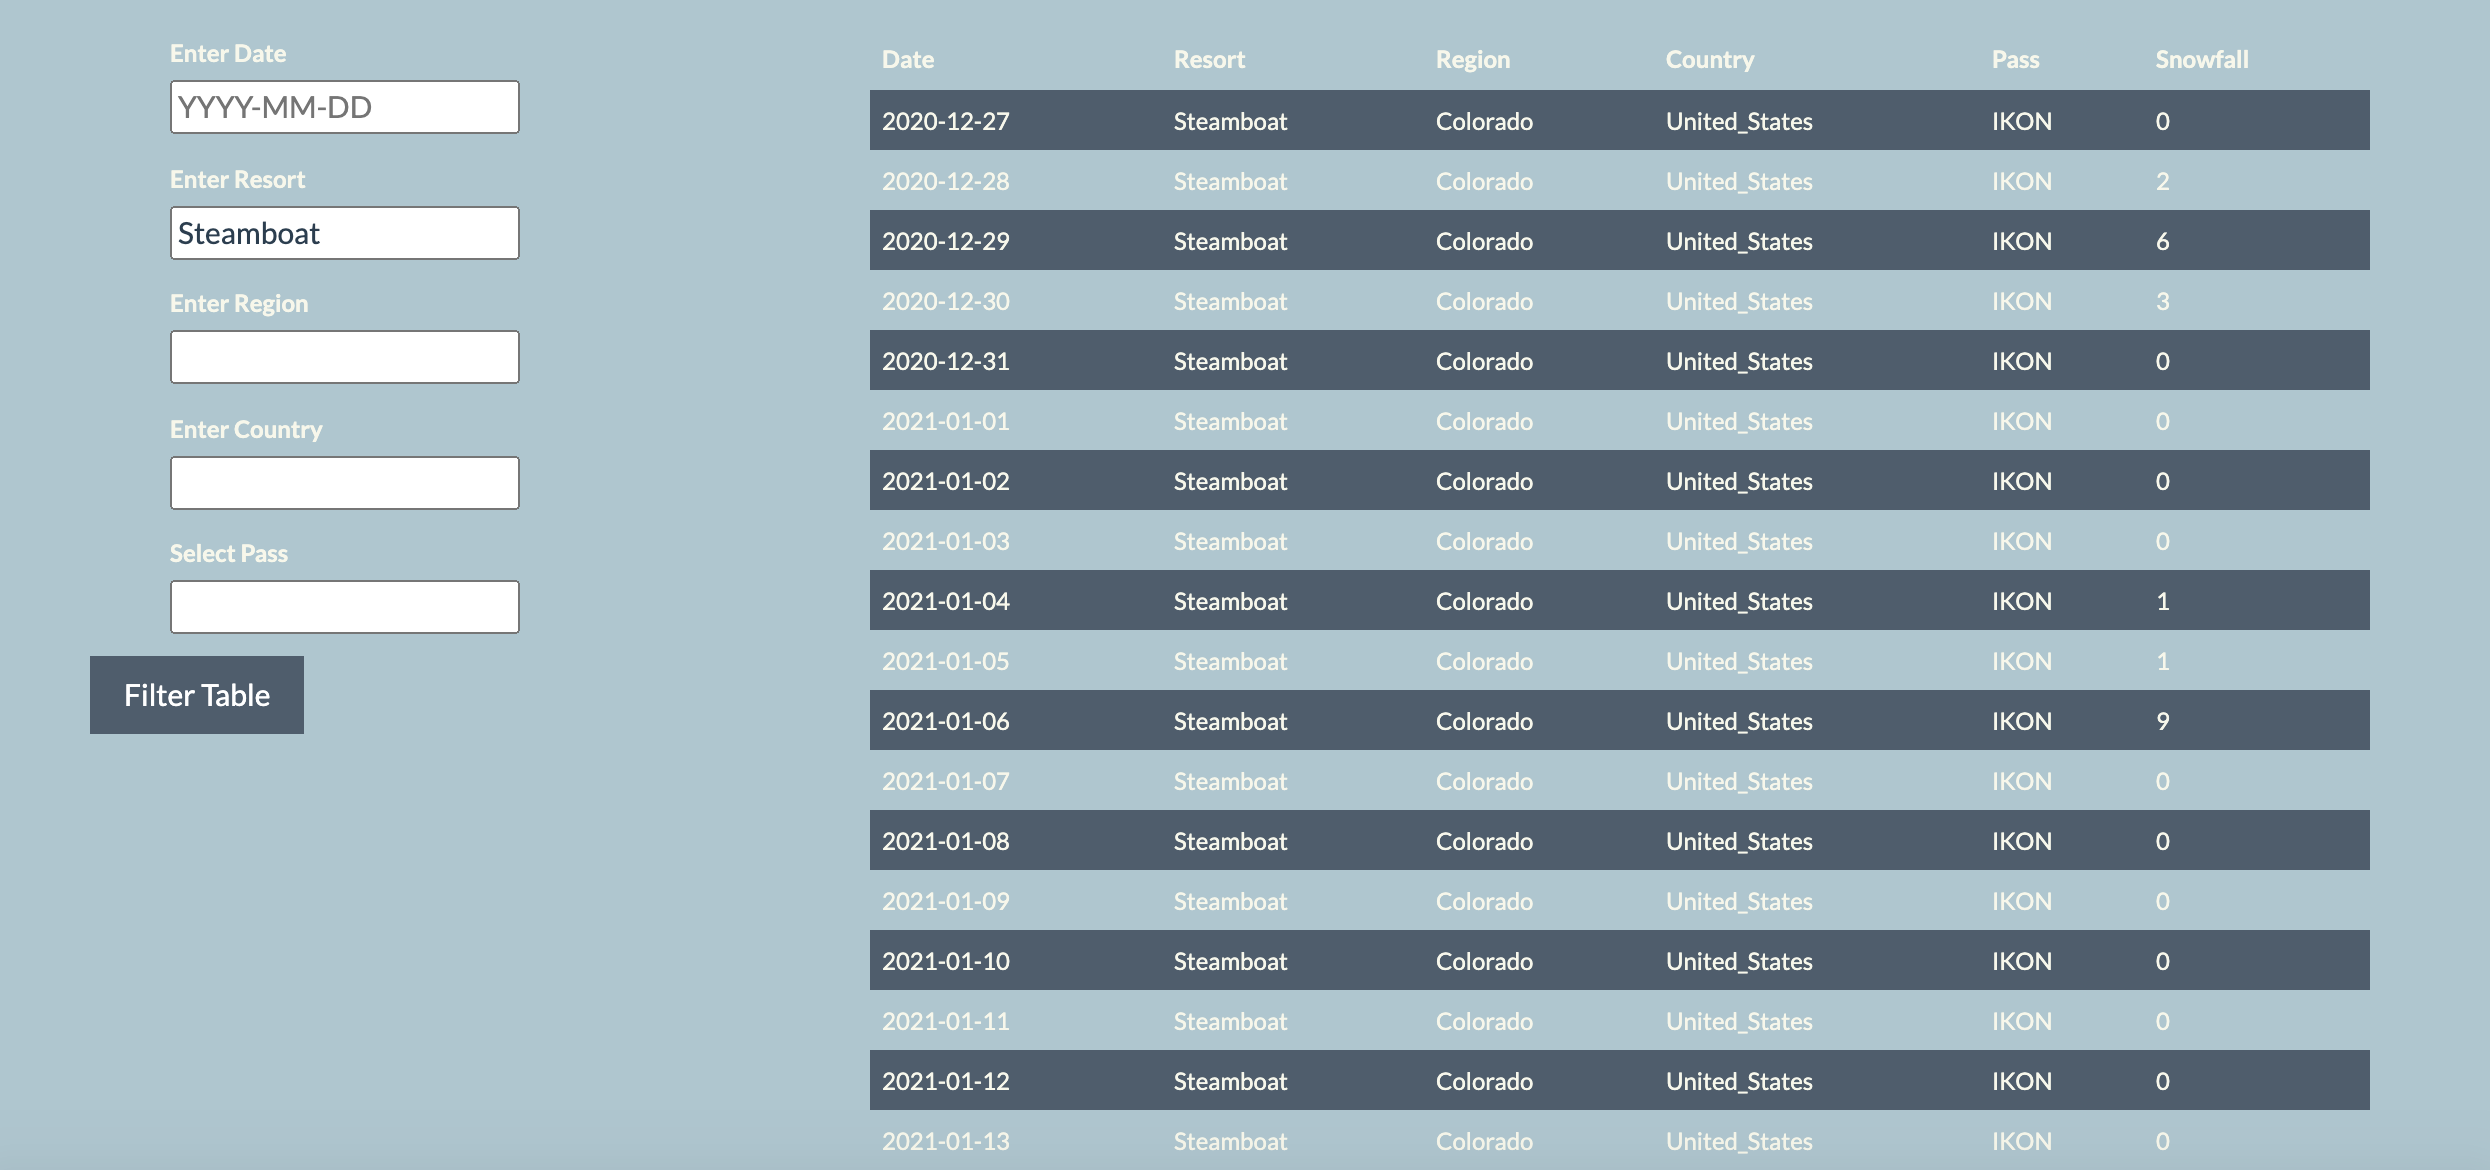 Enter Date
YYYY-MM-DD
Enter Resort
Steamboat
Enter Region
Enter Country
Select Pass
Filter Table
Date Resort Region Country Pass Snowfall
2020-12-27 Steamboat Colorado United_States IKON 0
2020-12-28 Steamboat Colorado United_States IKON 2
2020-12-29 Steamboat Colorado United_States IKON 6
2020-12-30 Steamboat Colorado United_States IKON 3
2020-12-31 Steamboat Colorado United_States IKON 0
2021-01-01 Steamboat Colorado United_States IKON 0
2021-01-02 Steamboat Colorado United_States IKON 0
2021-01-03 Steamboat Colorado United_States IKON 0
2021-01-04 Steamboat Colorado United_States IKON 1
2021-01-05 Steamboat Colorado United_States IKON 1
2021-01-06 Steamboat Colorado United_States IKON 9
2021-01-07 Steamboat Colorado United_States IKON 0
2021-01-08 Steamboat Colorado United_States IKON 0
2021-01-09 Steamboat Colorado United_States IKON 0
2021-01-10 Steamboat Colorado United_States IKON 0
2021-01-11 Steamboat Colorado United_States IKON 0
2021-01-12 Steamboat Colorado United_States IKON 0
2021-01-13 Steamboat Colorado United_States IKON 0